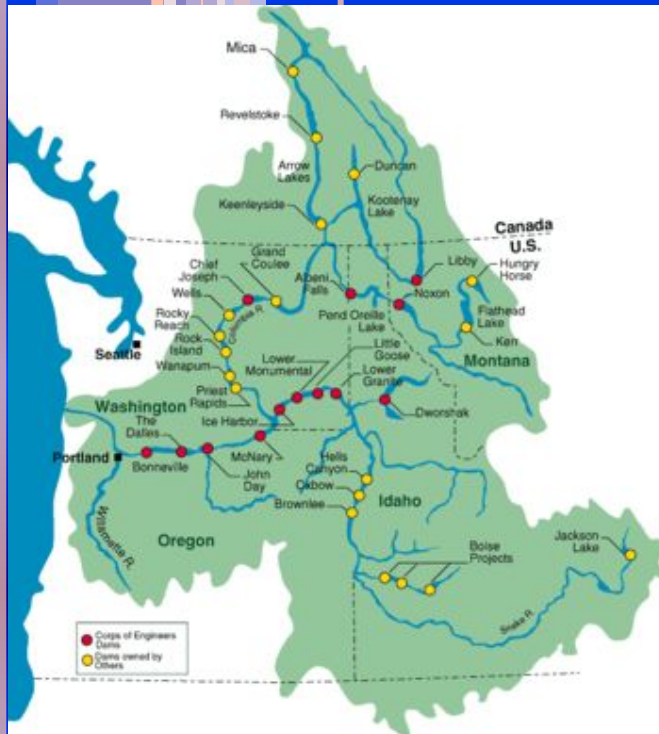 Mica
Revelstoke
Arrow
Lakes
Duncan
Keenleyside
Kootenay
Lake
Canada
U.S.
Grand
Coulee
Chief
Joseph
Albeni
Falls
Libby
Hungry
Horse
Wells
Noxon
Pend Oreille
Lake
Columbia R.
Rocky
Reach
Flathead
Lake
Seattle
Rock
Island
Kerr
Little
Goose
Lower
Monumental
Montana
Wanapum
Lower
Granite
Priest
Rapids
Washington
Dworshak
Ice Harbor
The
Dalles
McNary
Hells
Canyon
Portland
Bonneville
John
Day
Oxbow
Idaho
Brownlee
Willamette R.
Oregon
Jackson
Lake
Boise
Projects
Snake R.
Corps of Engineers
Dams
Dams owned by
Others